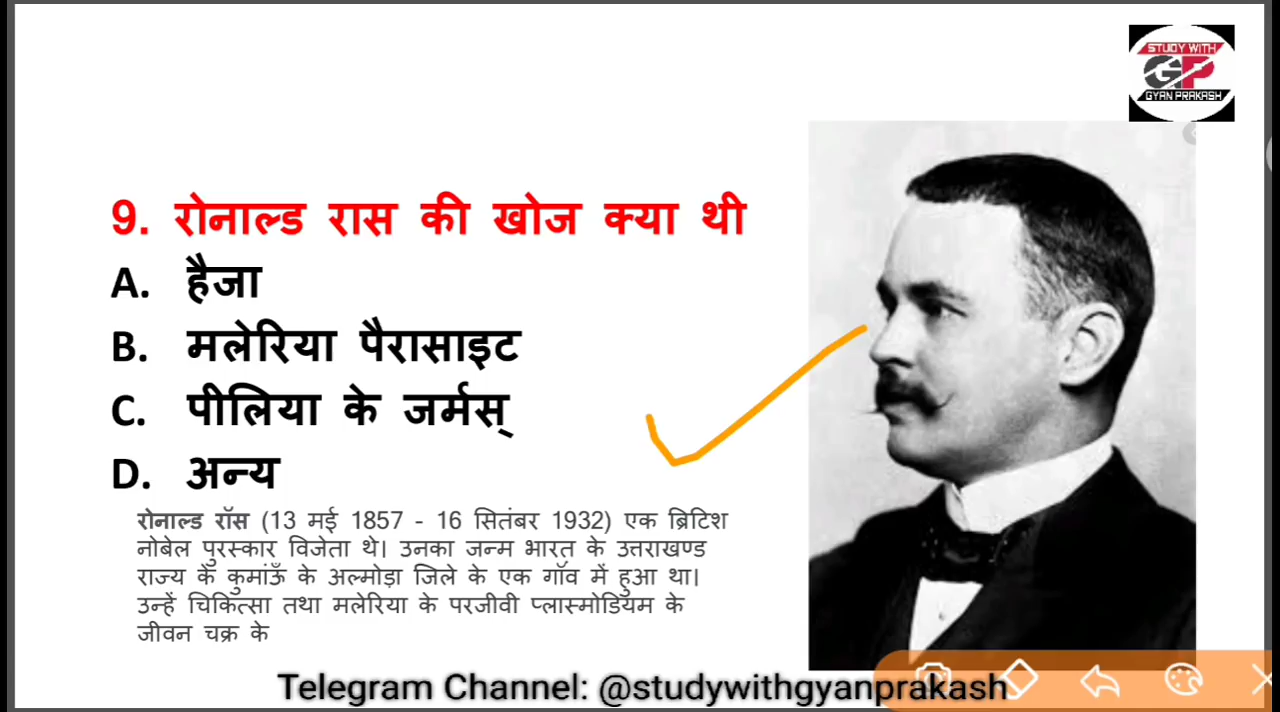 STUDY WITH
GP
GYAN PRAKASH
9. रोनाल्ड रास की खोज क्या थी
A. हैजा
B. मलेरिया पैरासाइट
C. पीलिया के जर्मस्
D. अन्य
रोनाल्ड रॉस (13 मई 1857 - 16 सितंबर 1932) एक ब्रिटिश
नोबेल पुरस्कार विजेता थे। उनका जन्म भारत के उत्तराखण्ड
राज्य के कुमांऊँ के अल्मोड़ा जिले के एक गॉव में हुआ था।
उन्हें चिकित्सा तथा मलेरिया के परजीवी प्लास्मोडियम के
जीवन चक्र के
Telegram Channel: @studywithgyanprakash